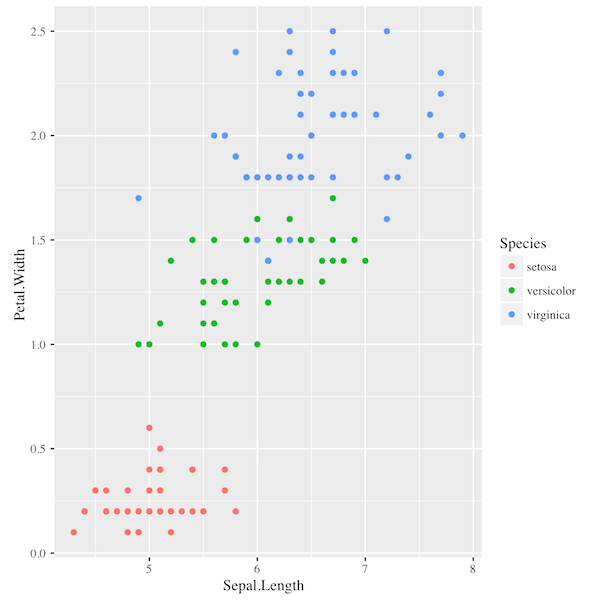 2.5
2.0
1.5
1.0
0.5
0.0
Petal.Width
5 6 7 8
Sepal.Length
Species
setosa
versicolor
virginica